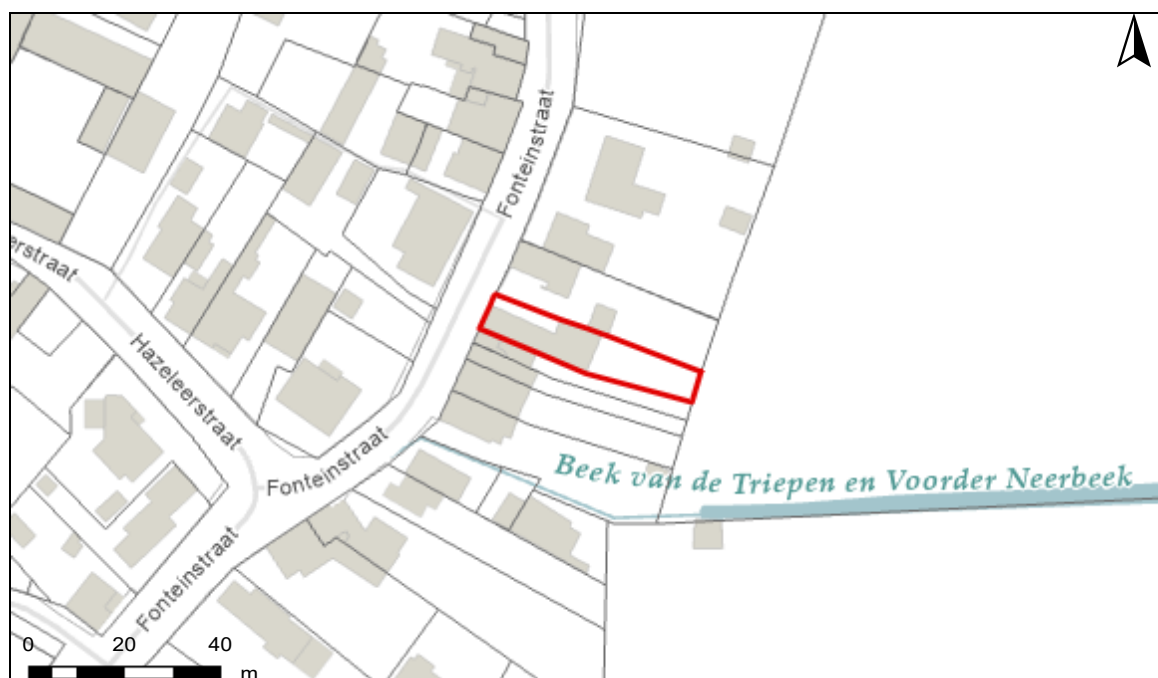 Fonteinstraat
erstraat
Hazeleerstraat
Fonteinstraat
Beek van de Triepen en Voorder Neerbeek
Fonteinstraat
0 20 40
m